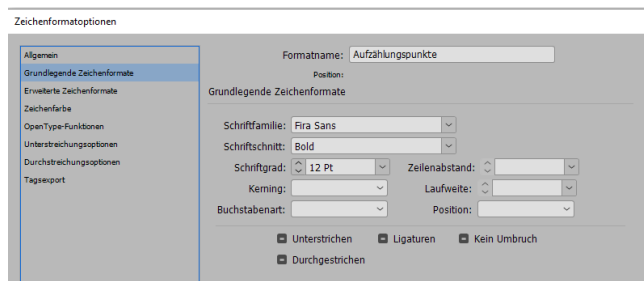 Zeichenformatoptionen
Allgemein
Grundlegende Zeichenformate
Erweiterte Zeichenformate
Zeichenfarbe
OpenType-Funktionen
Unterstreichungsoptionen
Durchstreichungsoptionen
Tagsexport
Formatname: Aufzählungspunkte
Position:
Grundlegende Zeichenformate
Schriftfamilie: Fira Sans
Schriftschnitt: Bold
Schriftgrad: 12 Pt Zeilenabstand:
Kerning: Laufweite:
Buchstabenart: Position:
Unterstrichen Ligaturen Kein Umbruch
Durchgestrichen